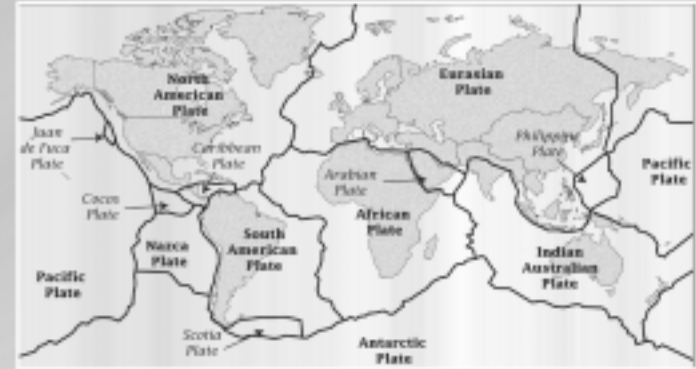 North
American
Plate
Eurasian
Plate
Juan
de Fuca
Plate
Caribbean
Plate
Philippine
Plate
Pacific
Plate
Arabian
Plate
Cocos
Plate
African
Plate
Nazca
Plate
South
American
Plate
Indian
Australian
Plate
Pacific
Plate
Scotia
Plate
Antarctic
Plate